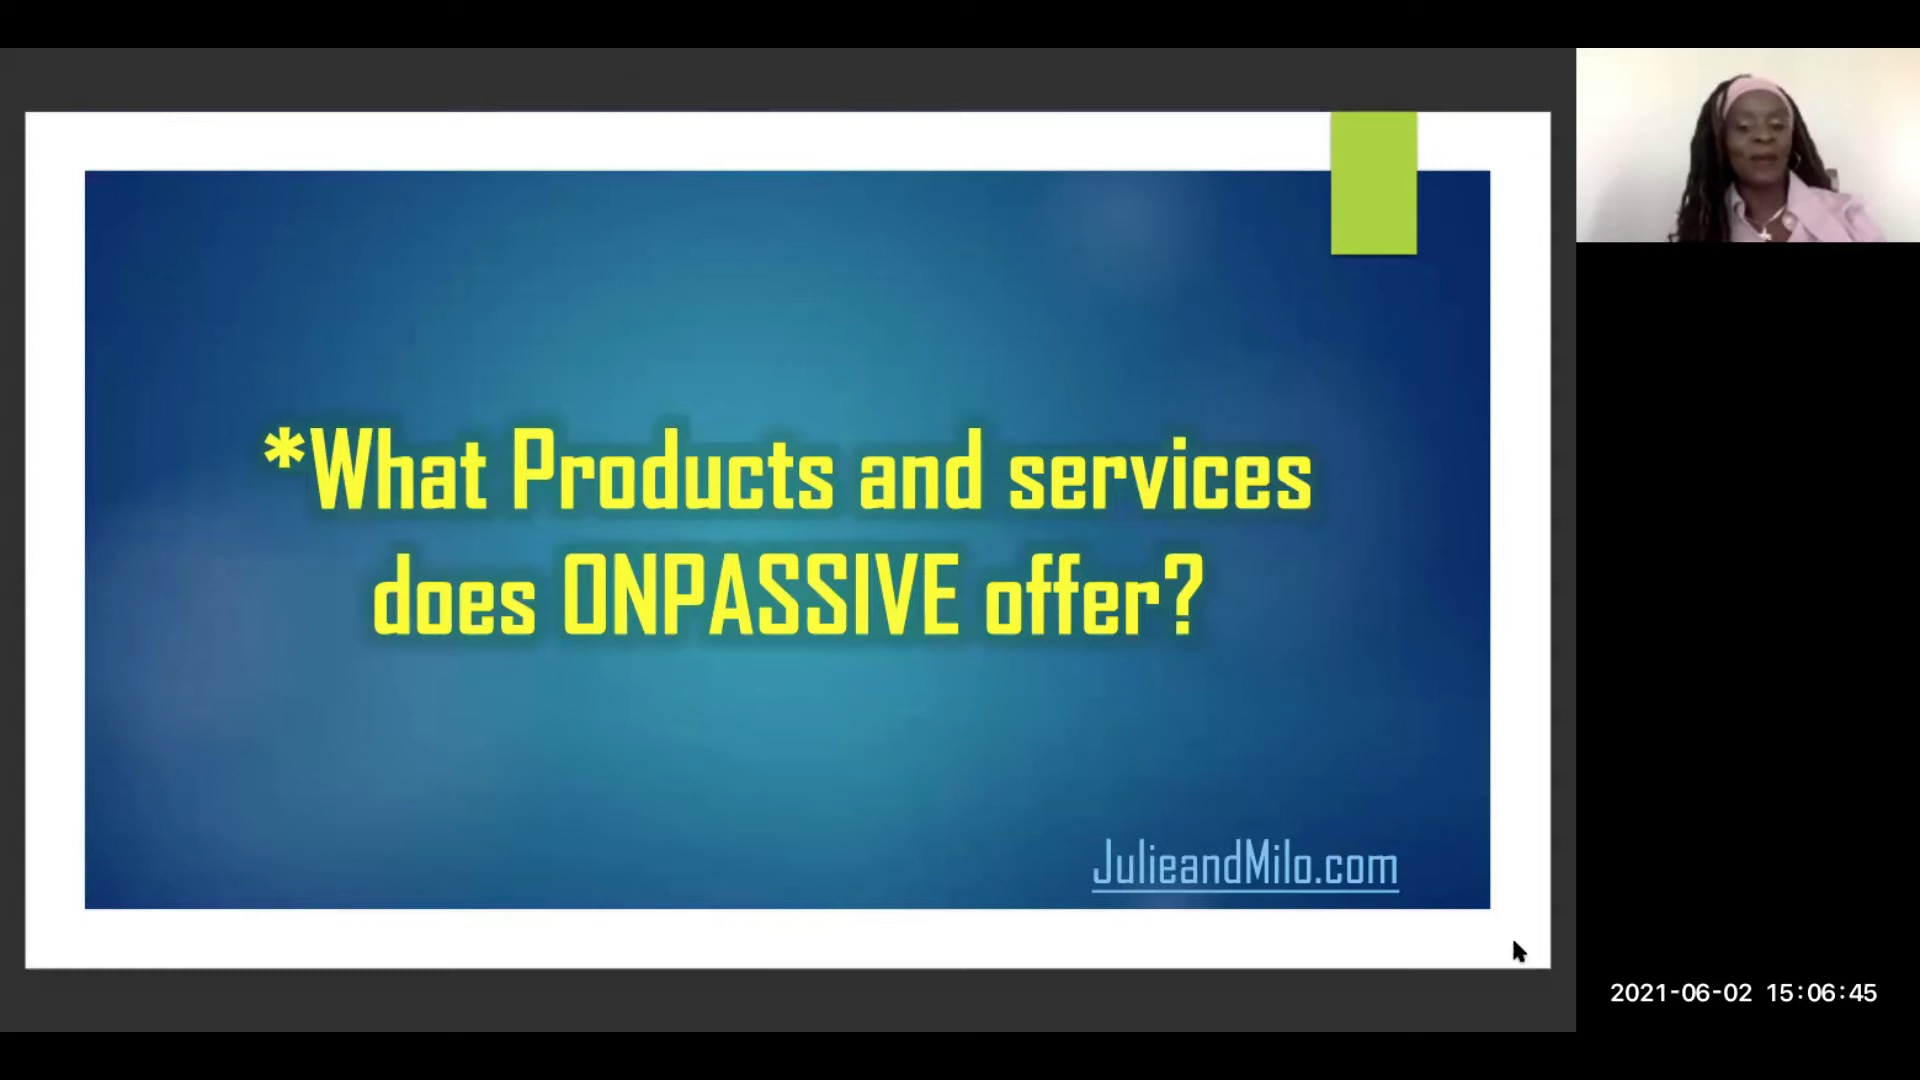 *What Products and services
does ONPASSIVE offer?
JulieandMilo.com
2021-06-02 15:06:45